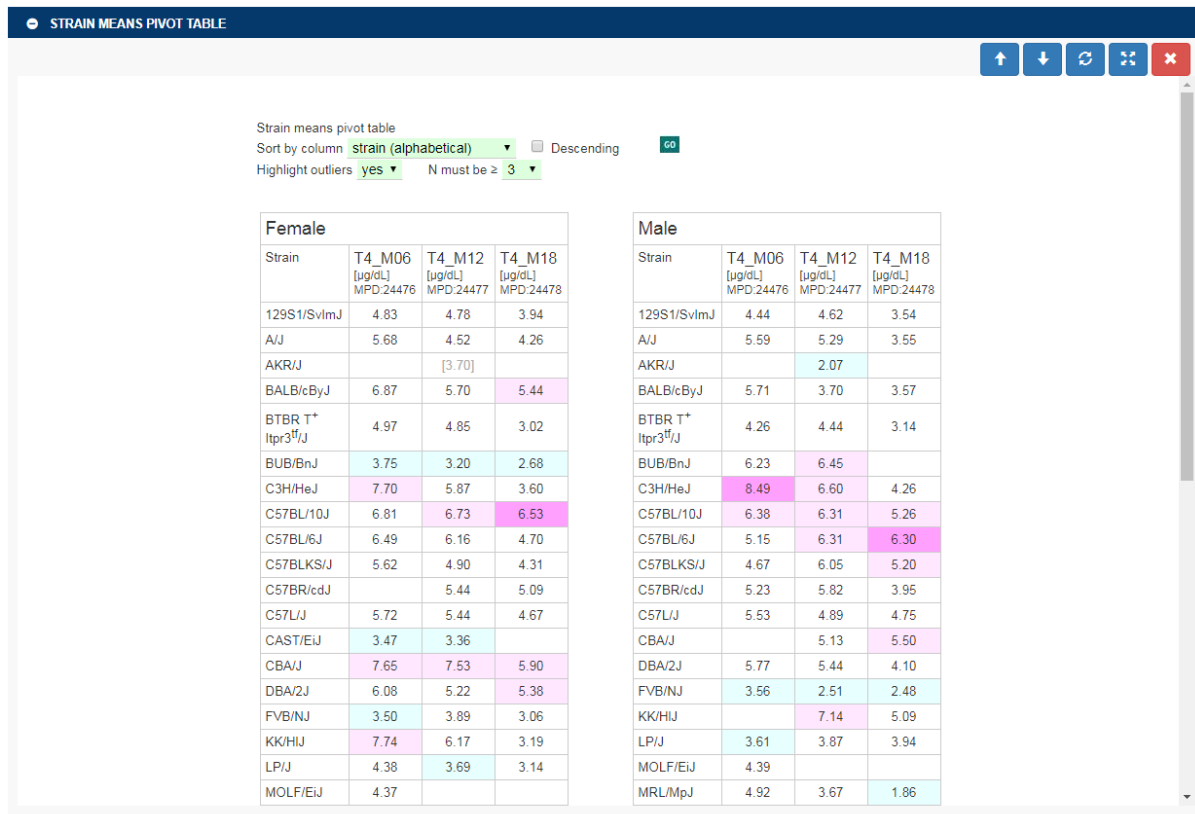 STRAIN MEANS PIVOT TABLE
Strain means pivot table
Sort by column strain (alphabetical) Descending GO
Highlight outliers yes N must be ≥ 3
Female
Strain T4_M06 T4_M12 T4_M18
[µg/dL] [µg/dL] [µg/dL]
MPD:24476 MPD:24477 MPD:24478
129S1/SvImJ 4.83 4.78 3.94
A/J 5.68 4.52 4.26
AKR/J [3.70]
BALB/cByJ 6.87 5.70 5.44
BTBR T+
Itpr3tf/J 4.97 4.85 3.02
BUB/BnJ 3.75 3.20 2.68
C3H/HeJ 7.70 5.87 3.60
C57BL/10J 6.81 6.73 6.53
C57BL/6J 6.49 6.16 4.70
C57BLKS/J 5.62 4.90 4.31
C57BR/cdJ 5.44 5.09
C57L/J 5.72 5.44 4.67
CAST/EiJ 3.47 3.36
CBA/J 7.65 7.53 5.90
DBA/2J 6.08 5.22 5.38
FVB/NJ 3.50 3.89 3.06
KK/HlJ 7.74 6.17 3.19
LP/J 4.38 3.69 3.14
MOLF/EiJ 4.37
Male
Strain T4_M06 T4_M12 T4_M18
[µg/dL] [µg/dL] [µg/dL]
MPD:24476 MPD:24477 MPD:24478
129S1/SvImJ 4.44 4.62 3.54
A/J 5.59 5.29 3.55
AKR/J 2.07
BALB/cByJ 5.71 3.70 3.57
BTBR T+
Itpr3tf/J 4.26 4.44 3.14
BUB/BnJ 6.23 6.45
C3H/HeJ 8.49 6.60 4.26
C57BL/10J 6.38 6.31 5.26
C57BL/6J 5.15 6.31 6.30
C57BLKS/J 4.67 6.05 5.20
C57BR/cdJ 5.23 5.82 3.95
C57L/J 5.53 4.89 4.75
CBA/J 5.13 5.50
DBA/2J 5.77 5.44 4.10
FVB/NJ 3.56 2.51 2.48
KK/HlJ 7.14 5.09
LP/J 3.61 3.87 3.94
MOLF/EiJ 4.39
MRL/MpJ 4.92 3.67 1.86